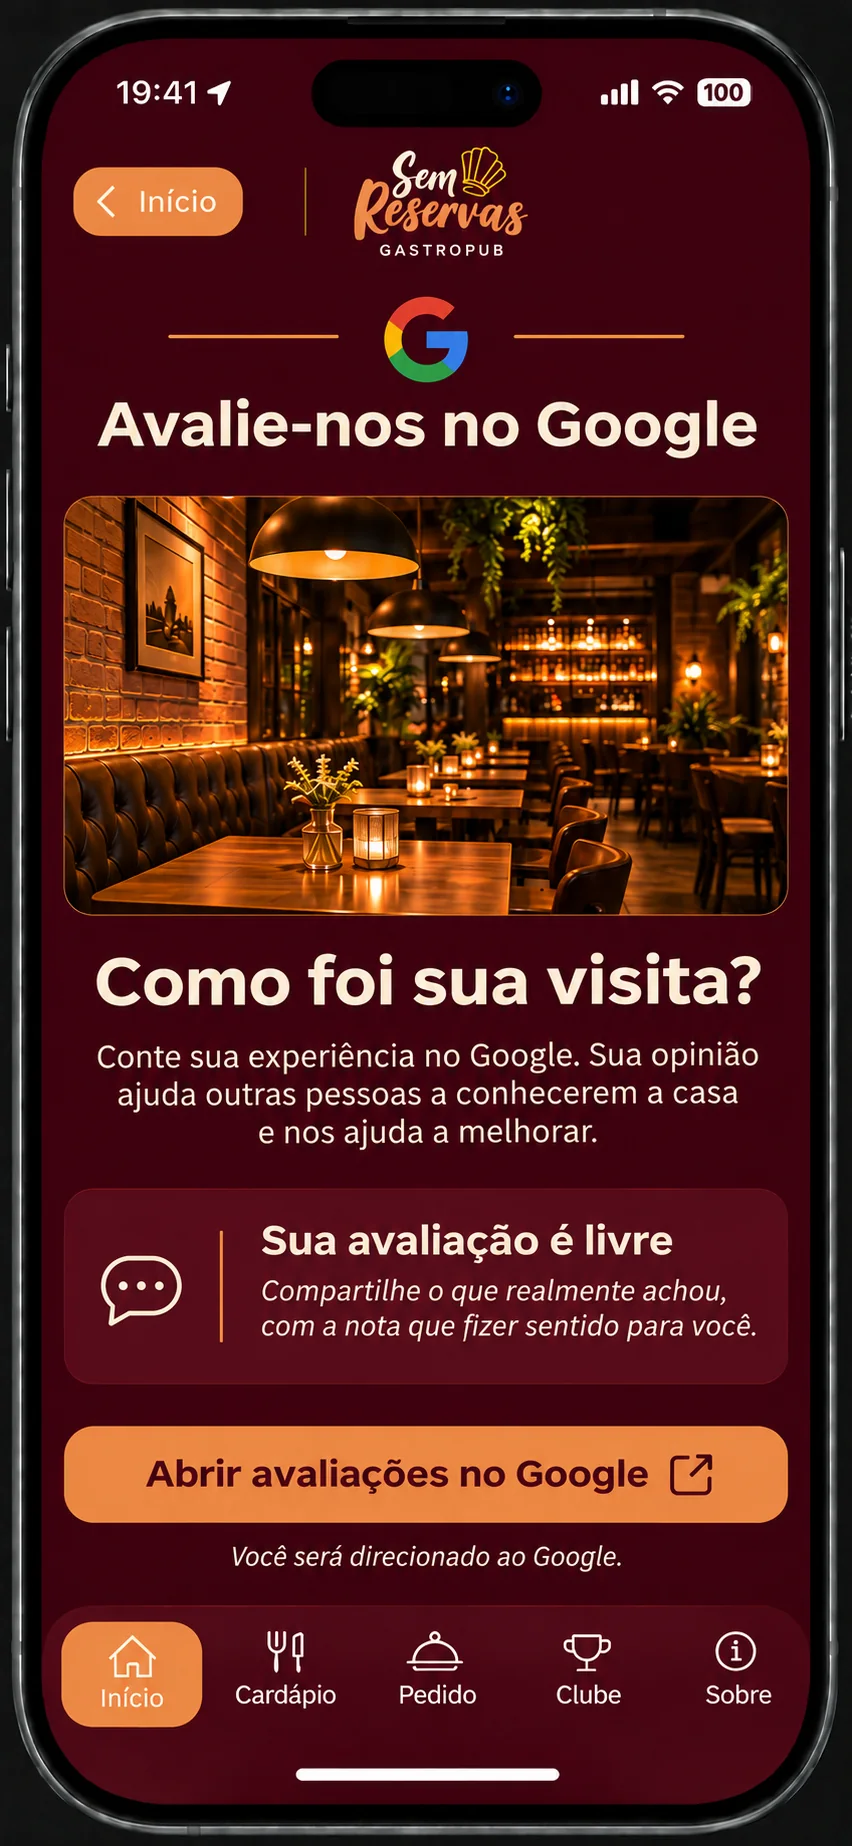 19:41
100
Início
Sem
Reservas
GASTROPUB
Avalie-nos no Google
Como foi sua visita?
Conte sua experiência no Google. Sua opinião
ajuda outras pessoas a conhecerem a casa
e nos ajuda a melhorar.
Sua avaliação é livre
Compartilhe o que realmente achou,
com a nota que fizer sentido para você.
Abrir avaliações no Google
Você será direcionado ao Google.
Início
Cardápio
Pedido
Clube
Sobre